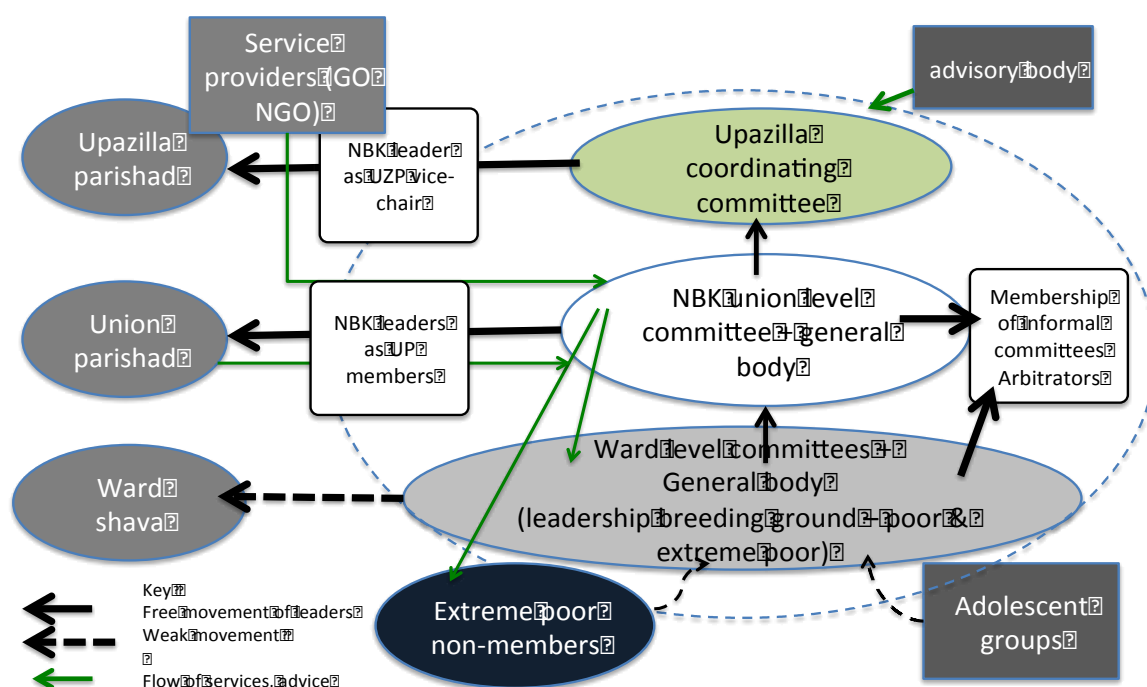 Service
providers (GO
NGO)
advisory body
Upazilla
parishad
NBK leader
as UZP vice-
chair
Upazilla
coordinating
committee
Union
parishad
NBK leaders
as UP
members
NBK union level
committee + general
body
Membership
of informal
committees
Arbitrators
Ward
shava
Ward level committees +
General body
(leadership breeding ground – poor &
extreme poor)
Extreme poor
non-members
Adolescent
groups
Key
Free movement of leaders
Weak movement
Flow of services, advice